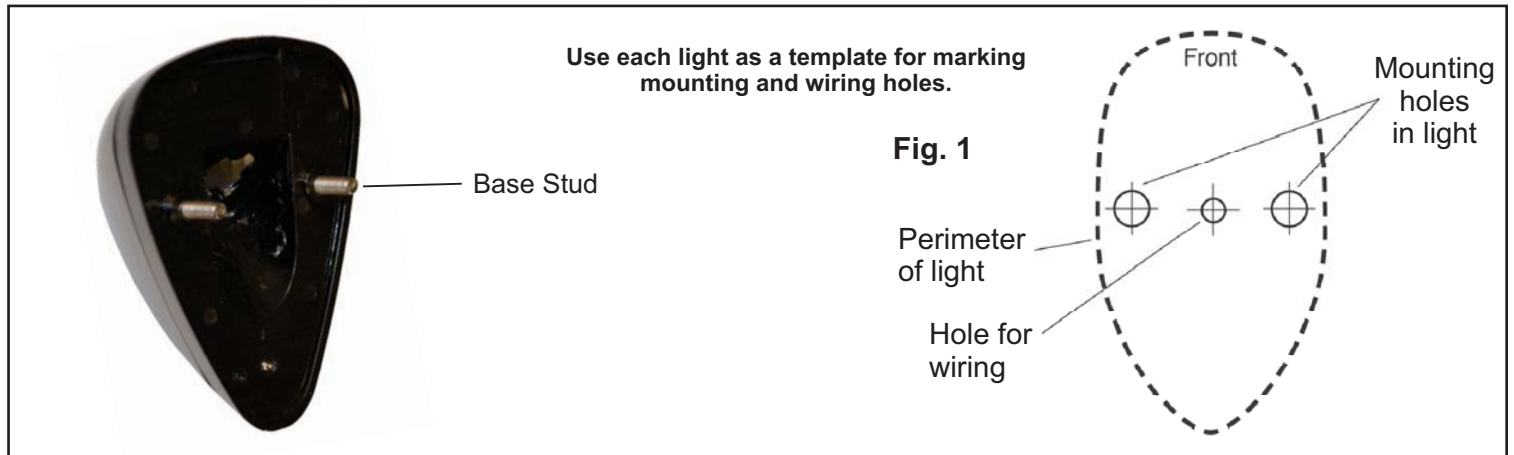 Use each light as a template for marking
mounting and wiring holes.
Front
Mounting
holes
in light
Fig. 1
Base Stud
Perimeter
of light
Hole for
wiring